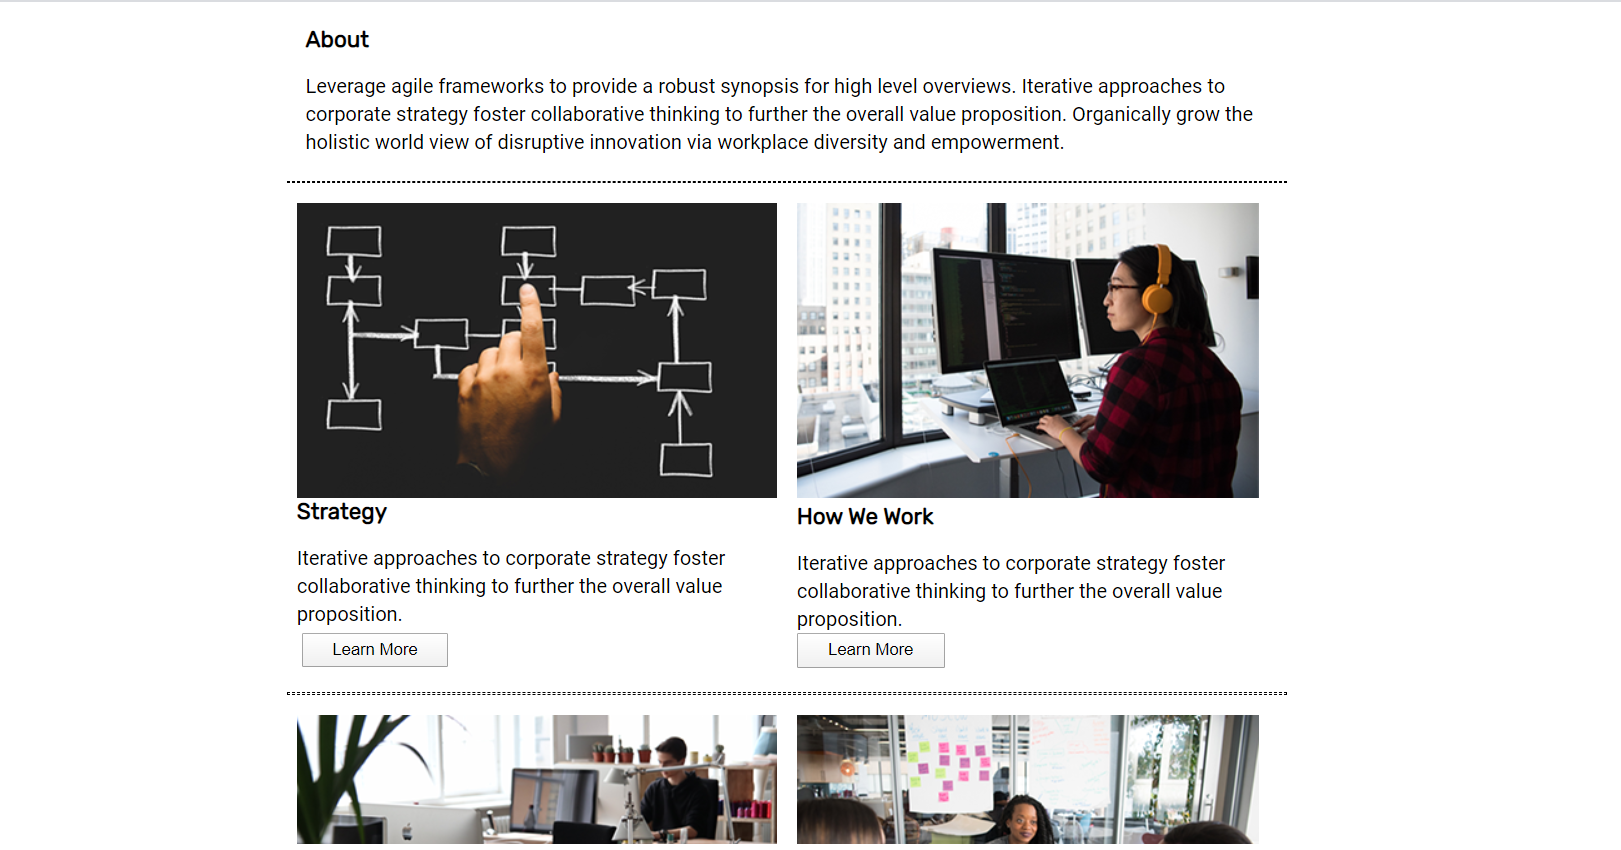 About
Leverage agile frameworks to provide a robust synopsis for high level overviews. Iterative approaches to
corporate strategy foster collaborative thinking to further the overall value proposition. Organically grow the
holistic world view of disruptive innovation via workplace diversity and empowerment.
Strategy
Iterative approaches to corporate strategy foster
collaborative thinking to further the overall value
proposition.
Learn More
How We Work
Iterative approaches to corporate strategy foster
collaborative thinking to further the overall value
proposition.
Learn More